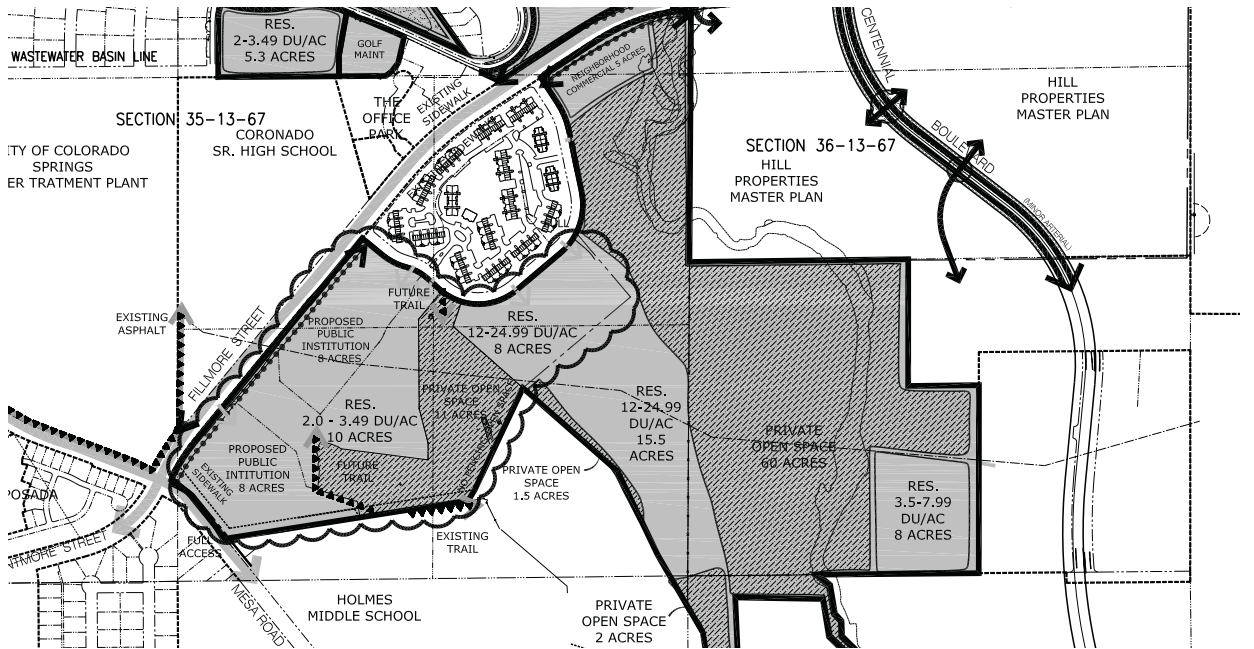 RES.
2-3.49 DU/AC
5.3 ACRES
GOLF
MAINT
WASTEWATER BASIN LINE
NEIGHBORHOOD
COMMERCIAL 5 ACRES
CENTENNIAL
BOULEVARD
(MINOR ARTERIAL)
HILL
PROPERTIES
MASTER PLAN
THE
OFFICE
PARK
EXISTING
SIDEWALK
SECTION 35-13-67
CORONADO
SR. HIGH SCHOOL
SECTION 36-13-67
HILL
PROPERTIES
MASTER PLAN
ITY OF COLORADO
SPRINGS
ER TRATMENT PLANT
EXISTING
ASPHALT
FILLMORE STREET
FUTURE
TRAIL
PROPOSED
PUBLIC
INSTITUTION
8 ACRES
RES.
12-24.99 DU/AC
8 ACRES
PRIVATE OPEN
SPACE
11 ACRES
RES.
2.0 - 3.49 DU/AC
10 ACRES
RES.
12-24.99
DU/AC
15.5
ACRES
PRIVATE
OPEN SPACE
60 ACRES
PROPOSED
PUBLIC
INTITUTION
8 ACRES
FUTURE
TRAIL
EXISTING
SIDEWALK
PRIVATE OPEN
SPACE
1.5 ACRES
RES.
3.5-7.99
DU/AC
8 ACRES
POSADA
NTMORE STREET
FULL
ACCESS
EXISTING
TRAIL
MESA ROAD
HOLMES
MIDDLE SCHOOL
PRIVATE
OPEN SPACE
2 ACRES